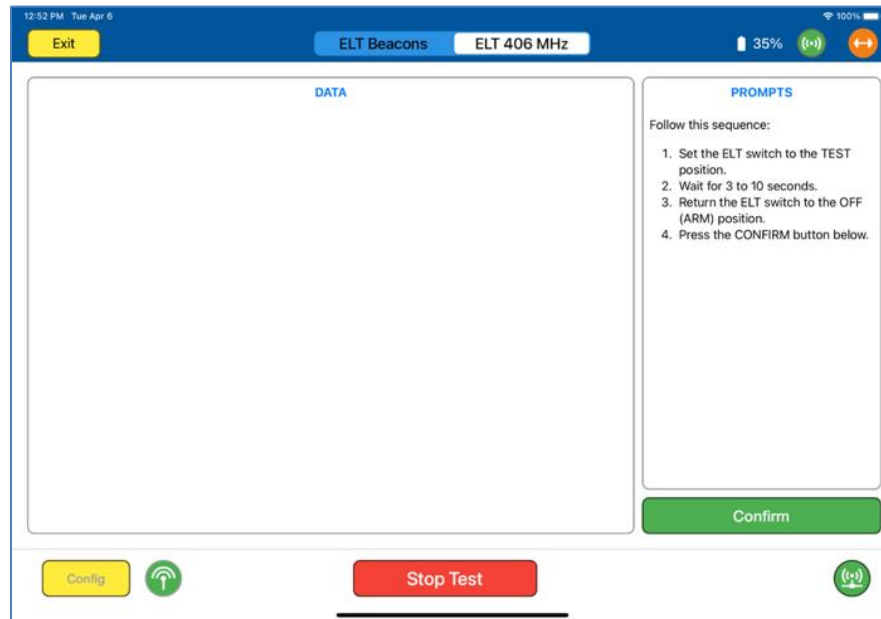 12:52 PM Tue Apr 6
100%
Exit
ELT Beacons
ELT 406 MHz
35%
DATA
PROMPTS
Follow this sequence:
1. Set the ELT switch to the TEST
position.
2. Wait for 3 to 10 seconds.
3. Return the ELT switch to the OFF
(ARM) position.
4. Press the CONFIRM button below.
Confirm
Config
Stop Test